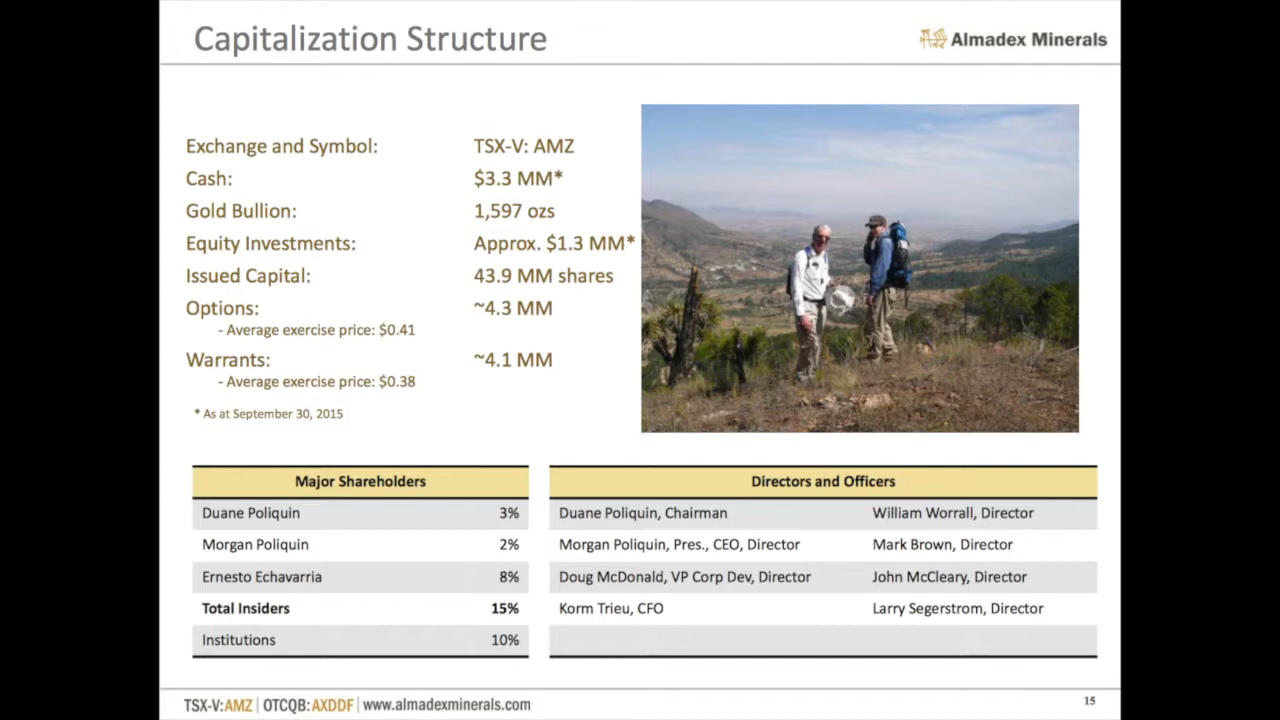 Capitalization Structure
Almadex Minerals
Exchange and Symbol: TSX-V: AMZ
Cash: $3.3 MM*
Gold Bullion: 1,597 ozs
Equity Investments: Approx. $1.3 MM*
Issued Capital: 43.9 MM shares
Options: ~4.3 MM
- Average exercise price: $0.41
Warrants: ~4.1 MM
- Average exercise price: $0.38
* As at September 30, 2015
Major Shareholders
Duane Poliquin 3%
Morgan Poliquin 2%
Ernesto Echavarria 8%
Total Insiders 15%
Institutions 10%
Directors and Officers
Duane Poliquin, Chairman William Worrall, Director
Morgan Poliquin, Pres., CEO, Director Mark Brown, Director
Doug McDonald, VP Corp Dev, Director John McCleary, Director
Korm Trieu, CFO Larry Segerstrom, Director
TSX-V:AMZ | OTCQB:AXDDF | www.almadexminerals.com
15